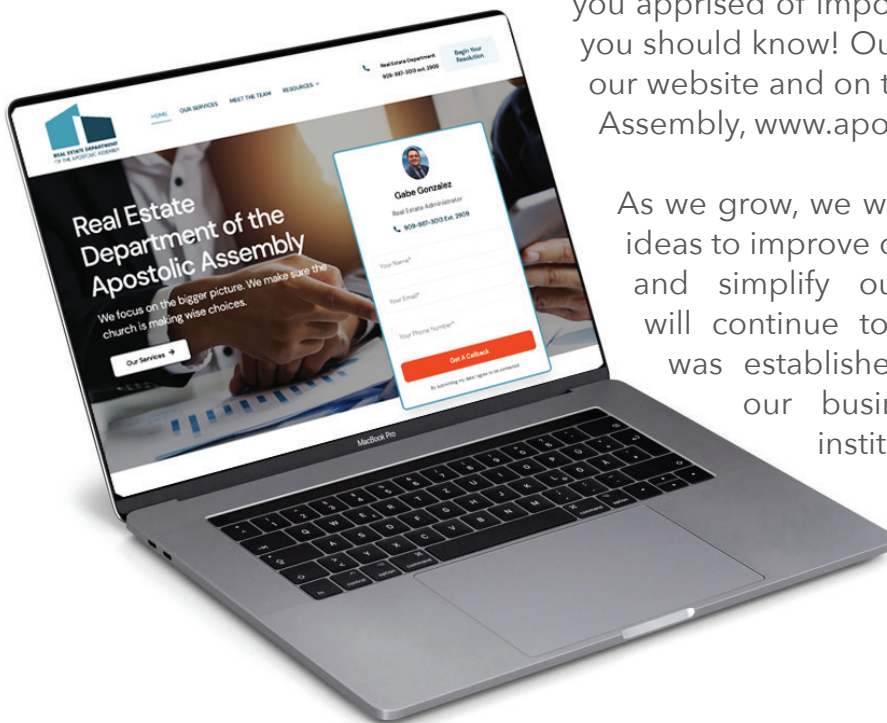 you apprised of impo
you should know! Ou
our website and on t
Assembly, www.apo
As we grow, we w
ideas to improve o
and simplify ou
will continue to
was establishe
our busin
instit
REAL ESTATE DEPARTMENT
OF THE APOSTOLIC ASSEMBLY
HOME OUR SERVICES MEET THE TEAM RESOURCES
Real Estate Department
909-987-3013 ext. 2909
Begin Your
Resolution
Real Estate
Department of the
Apostolic Assembly
We focus on the bigger picture. We make sure the
church is making wise choices.
Our Services →
Gabe Gonzalez
Real Estate Administrator
909-987-3013 Ext. 2909
Your Name*
Your Email*
Your Phone Number*
Get A Callback
By submitting my data I agree to be contacted
MacBook Pro